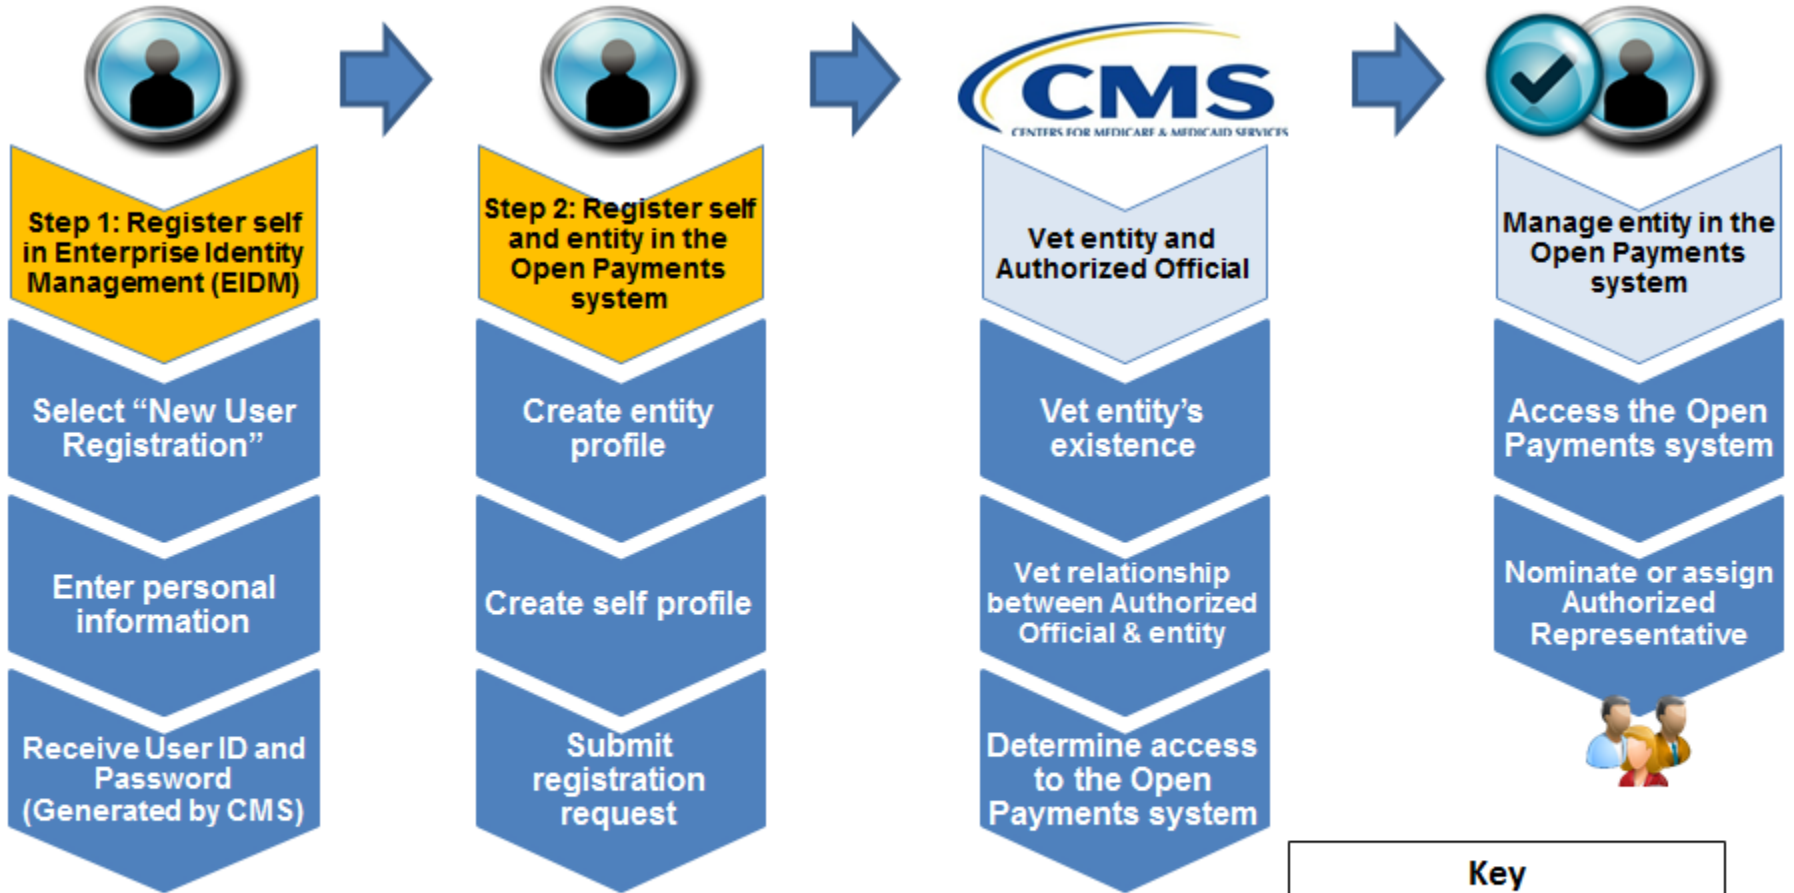 CMS
CENTERS FOR MEDICARE & MEDICAID SERVICES
Step 1: Register self
in Enterprise Identity
Management (EIDM)
Select “New User
Registration”
Enter personal
information
Receive User ID and
Password
(Generated by CMS)
Step 2: Register self
and entity in the
Open Payments
system
Create entity
profile
Create self profile
Submit
registration
request
Vet entity and
Authorized Official
Vet entity’s
existence
Vet relationship
between Authorized
Official & entity
Determine access
to the Open
Payments system
Manage entity in the
Open Payments
system
Access the Open
Payments system
Nominate or assign
Authorized
Representative
Key